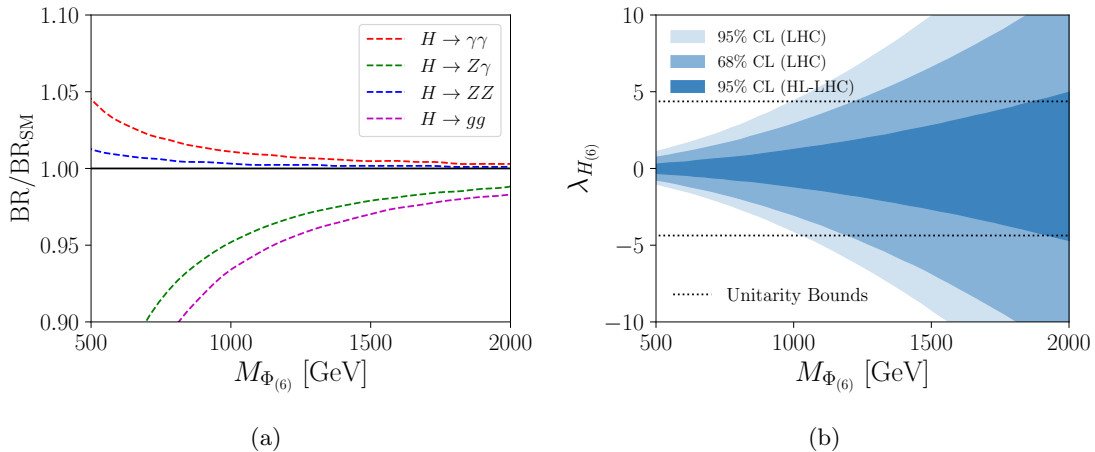 1.10
1.05
1.00
0.95
0.90
BR/BR_SM
H → γγ
H → Zγ
H → ZZ
H → gg
500 1000 1500 2000
M_Φ(6) [GeV]
(a)
10
5
0
−5
−10
λ_H(6)
95% CL (LHC)
68% CL (LHC)
95% CL (HL-LHC)
Unitarity Bounds
500 1000 1500 2000
M_Φ(6) [GeV]
(b)